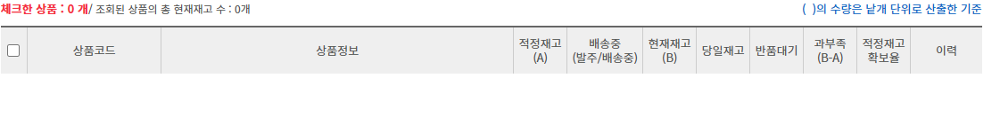 체크한 상품 : 0 개/ 조회된 상품의 총 현재재고 수 : 0개
( )의 수량은 낱개 단위로 산출한 기준
상품코드
상품정보
적정재고
(A)
배송중
(발주/배송중)
현재재고
(B)
당일재고
반품대기
과부족
(B-A)
적정재고
확보율
이력